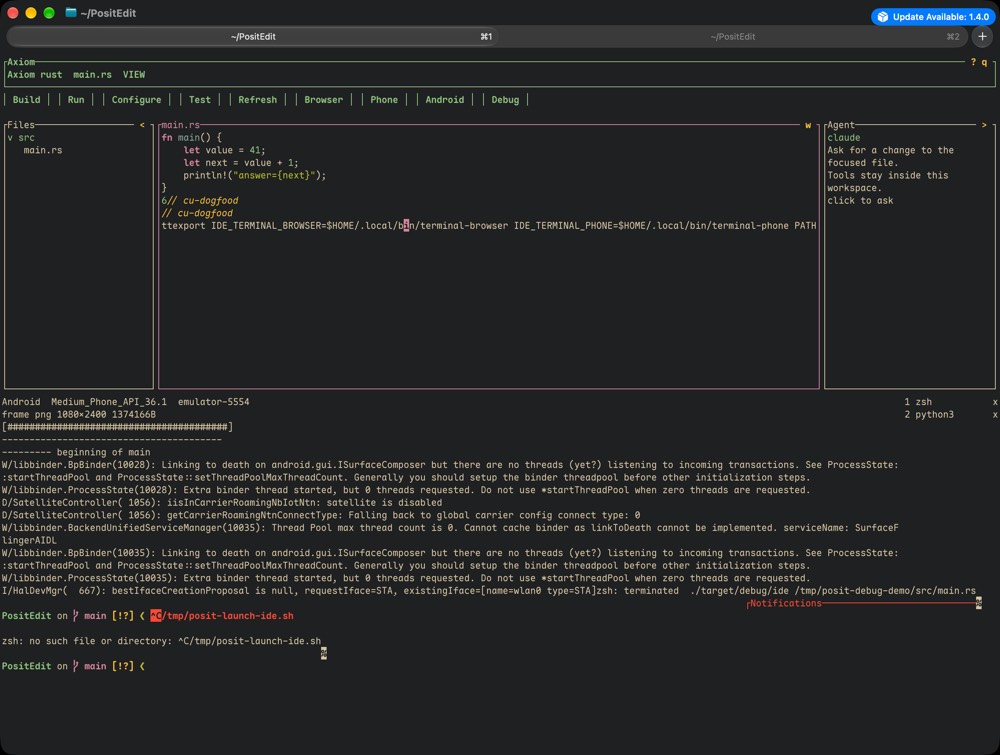 ~/PositEdit
Update Available: 1.4.0
~/PositEdit ⌘1
~/PositEdit ⌘2
+
Axiom ? q
Axiom rust main.rs VIEW
| Build | | Run | | Configure | | Test | | Refresh | | Browser | | Phone | | Android | | Debug |
Files <
v src
main.rs
main.rs w
fn main() {
    let value = 41;
    let next = value + 1;
    println!("answer={next}");
}
6// cu-dogfood
// cu-dogfood
ttexport IDE_TERMINAL_BROWSER=$HOME/.local/bin/terminal-browser IDE_TERMINAL_PHONE=$HOME/.local/bin/terminal-phone PATH
Agent >
claude
Ask for a change to the
focused file.
Tools stay inside this
workspace.
click to ask
Android  Medium_Phone_API_36.1  emulator-5554
frame png 1080×2400 1374166B
1 zsh x
2 python3 x
[########################################]
----------------------------------------
--------- beginning of main
W/libbinder.BpBinder(10028): Linking to death on android.gui.ISurfaceComposer but there are no threads (yet?) listening to incoming transactions. See ProcessState:
:startThreadPool and ProcessState::setThreadPoolMaxThreadCount. Generally you should setup the binder threadpool before other initialization steps.
W/libbinder.ProcessState(10028): Extra binder thread started, but 0 threads requested. Do not use *startThreadPool when zero threads are requested.
D/SatelliteController( 1056): iisInCarrierRoamingNbIotNtn: satellite is disabled
D/SatelliteController( 1056): getCarrierRoamingNtnConnectType: Falling back to global carrier config connect type: 0
W/libbinder.BackendUnifiedServiceManager(10035): Thread Pool max thread count is 0. Cannot cache binder as linkToDeath cannot be implemented. serviceName: SurfaceF
lingerAIDL
W/libbinder.BpBinder(10035): Linking to death on android.gui.ISurfaceComposer but there are no threads (yet?) listening to incoming transactions. See ProcessState:
:startThreadPool and ProcessState::setThreadPoolMaxThreadCount. Generally you should setup the binder threadpool before other initialization steps.
W/libbinder.ProcessState(10035): Extra binder thread started, but 0 threads requested. Do not use *startThreadPool when zero threads are requested.
I/HalDevMgr(  667): bestIfaceCreationProposal is null, requestIface=STA, existingIface=[name=wlan0 type=STA]zsh: terminated  ./target/debug/ide /tmp/posit-debug-demo/src/main.rs
Notifications %
PositEdit on main [!?] ❮ ^C/tmp/posit-launch-ide.sh
zsh: no such file or directory: ^C/tmp/posit-launch-ide.sh
%
PositEdit on main [!?] ❮